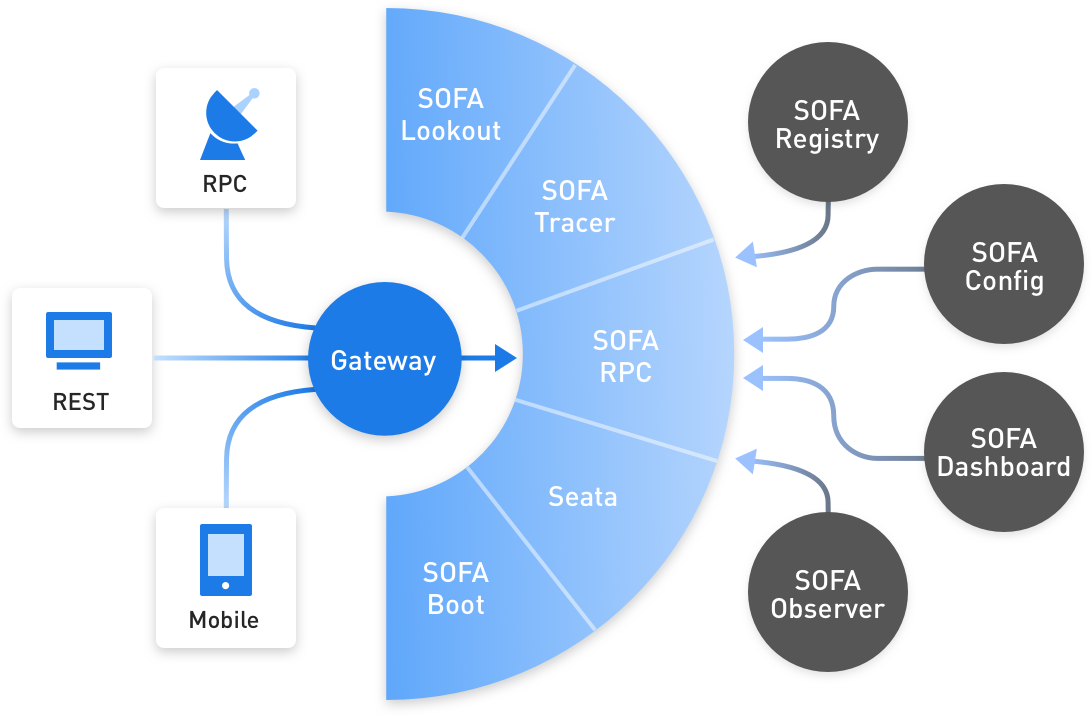 RPC
REST
Mobile
Gateway
SOFA
Lookout
SOFA
Tracer
SOFA
RPC
Seata
SOFA
Boot
SOFA
Registry
SOFA
Config
SOFA
Dashboard
SOFA
Observer